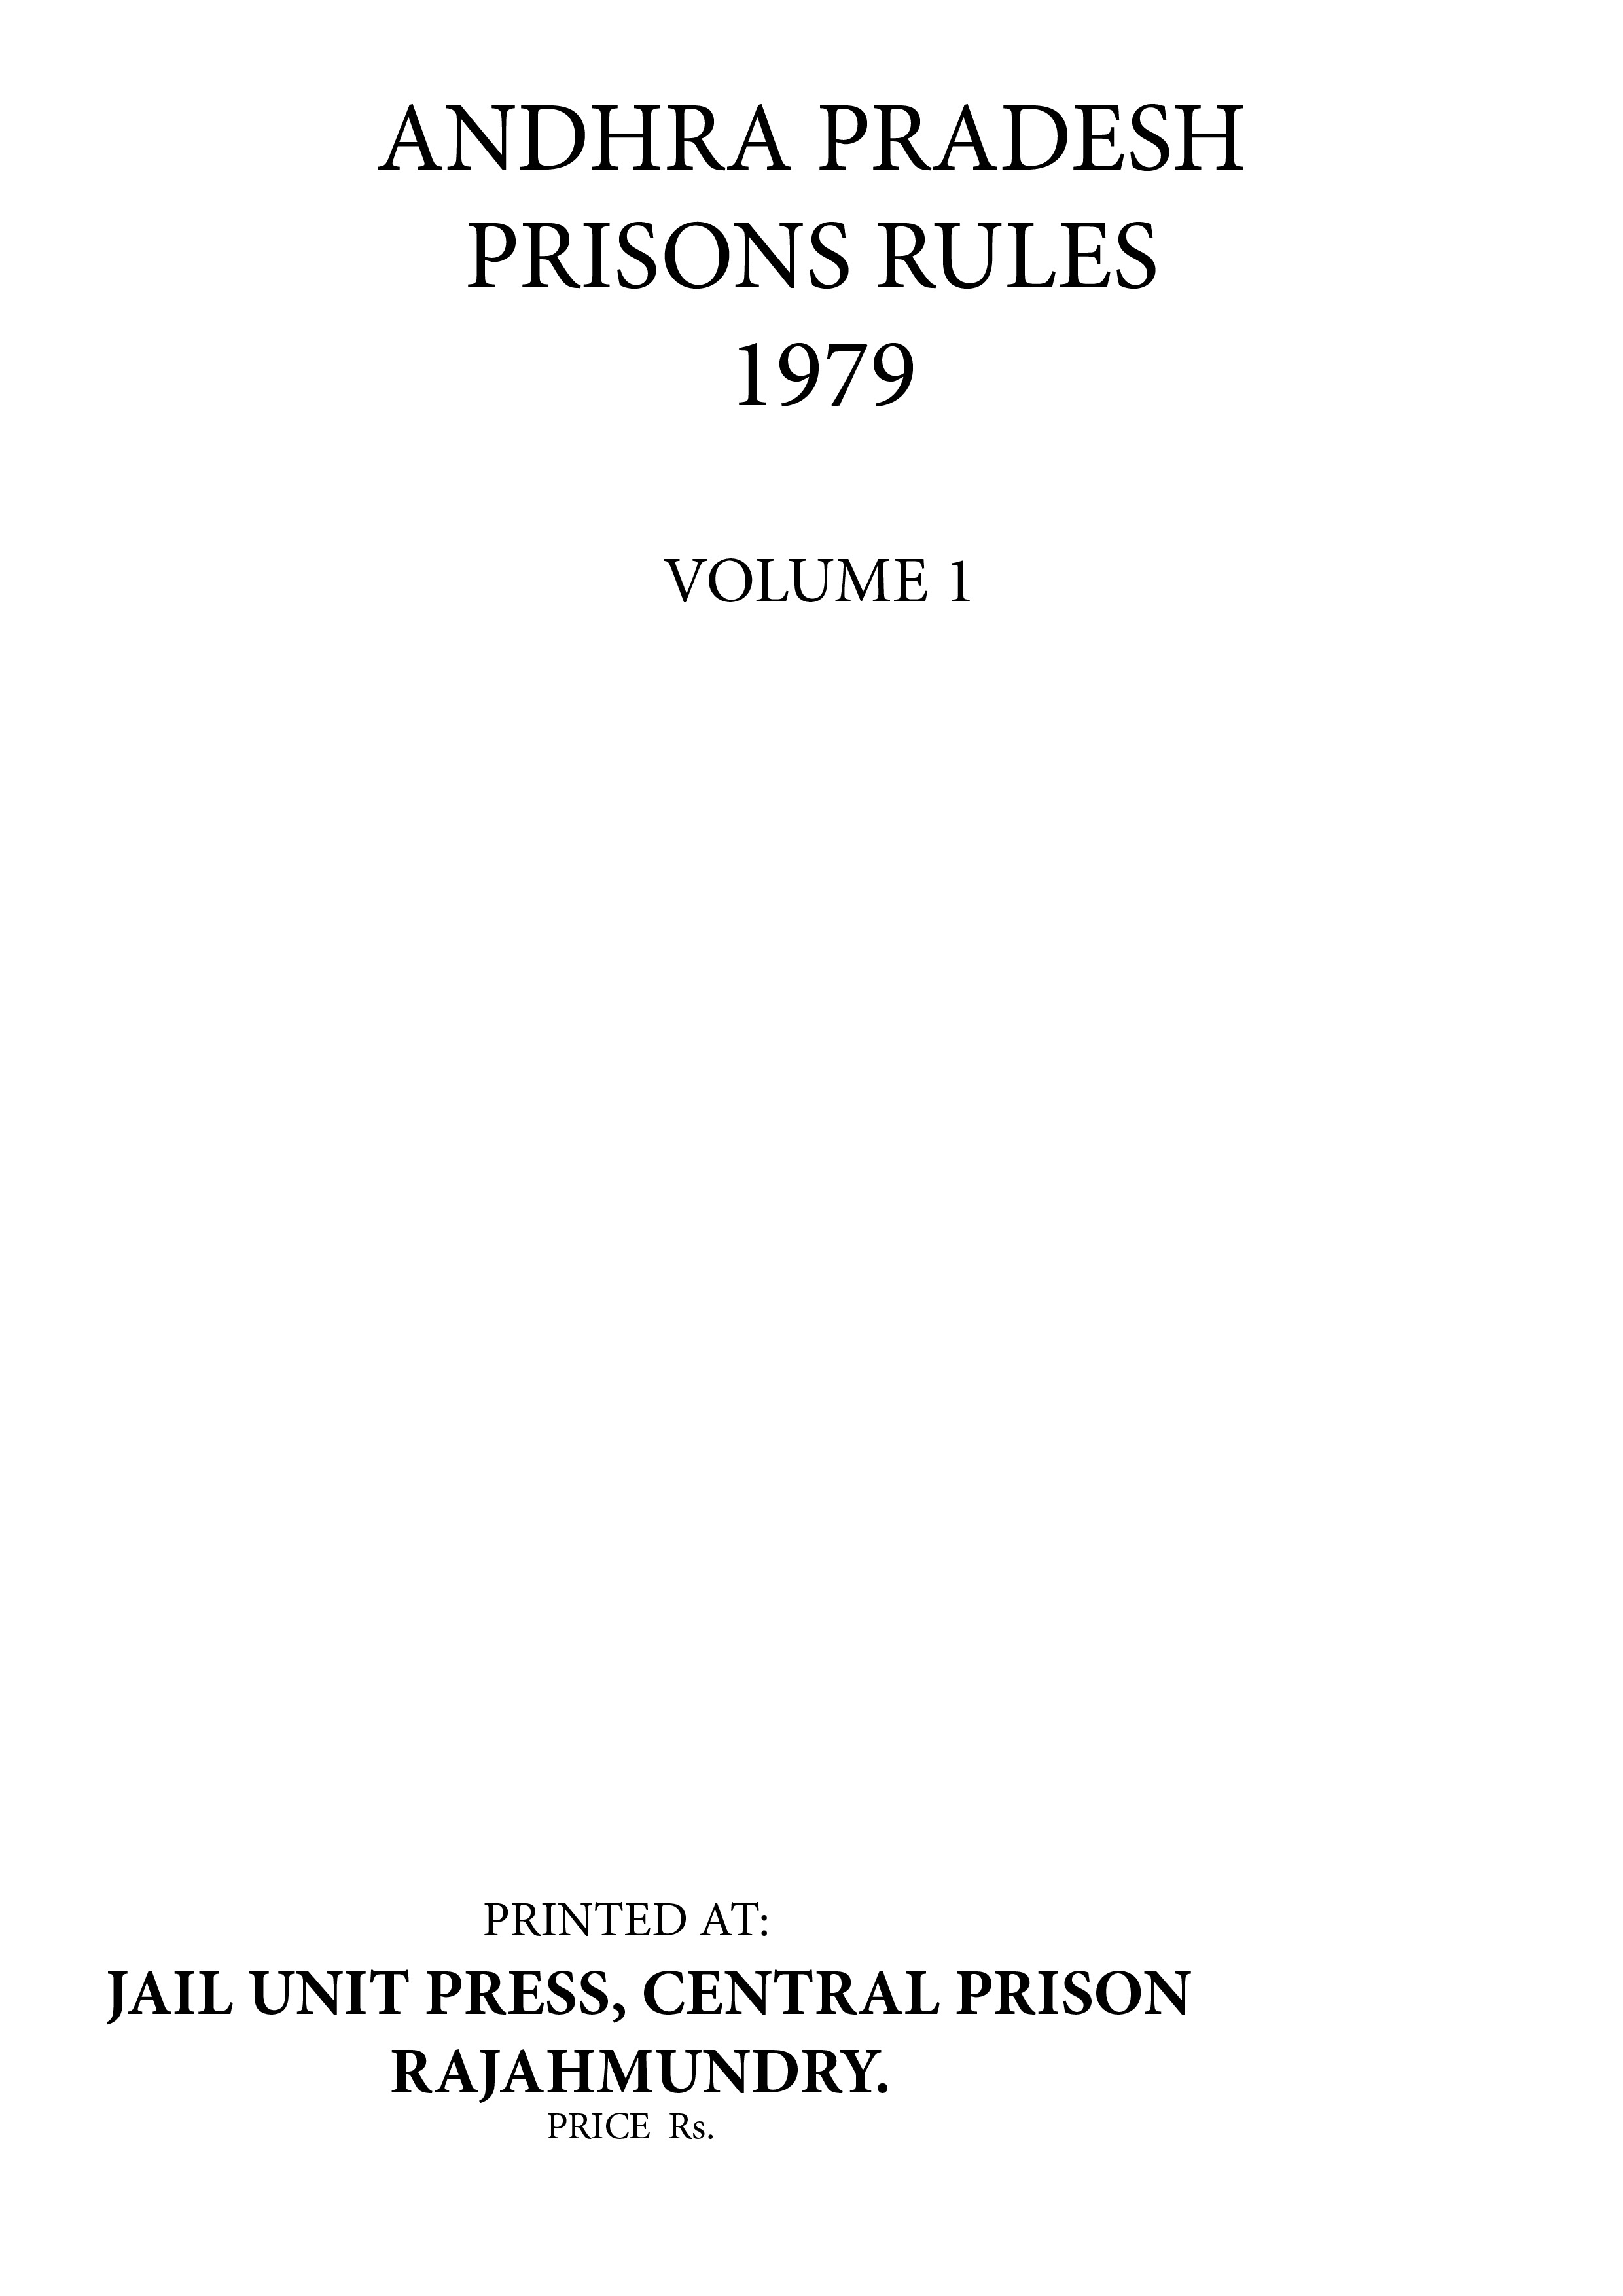 ANDHRA PRADESH
PRISONS RULES
1979
VOLUME 1
PRINTED AT:
JAIL UNIT PRESS, CENTRAL PRISON
RAJAHMUNDRY.
PRICE Rs.